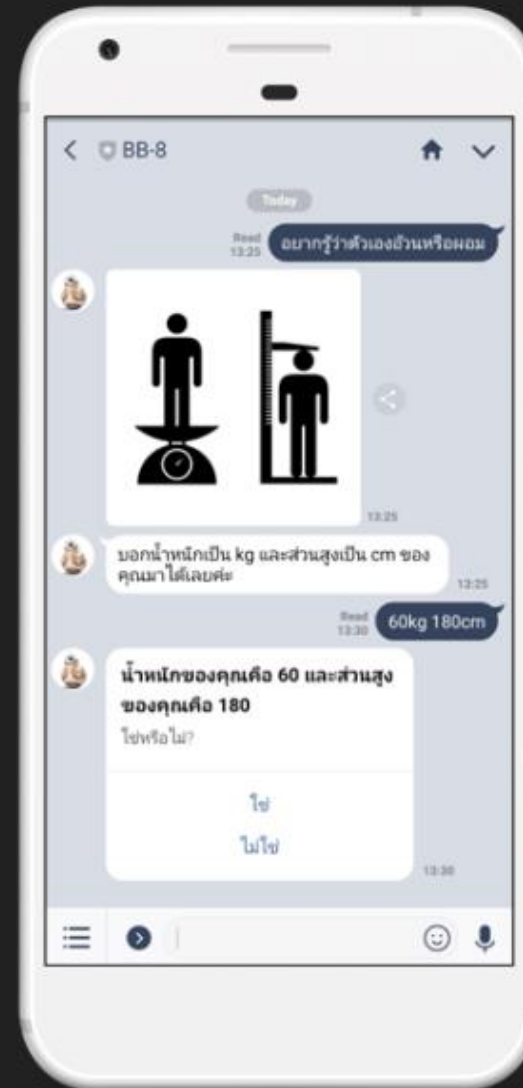 BB-8
Today
Read
13:25
อยากรู้ว่าตัวเองอ้วนหรือผอม
13:25
บอกน้ำหนักเป็น kg และส่วนสูงเป็น cm ของ
คุณมาได้เลยค่ะ
13:25
Read
13:30
60kg 180cm
น้ำหนักของคุณคือ 60 และส่วนสูง
ของคุณคือ 180
ใช่หรือไม่?
ใช่
ไม่ใช่
13:30